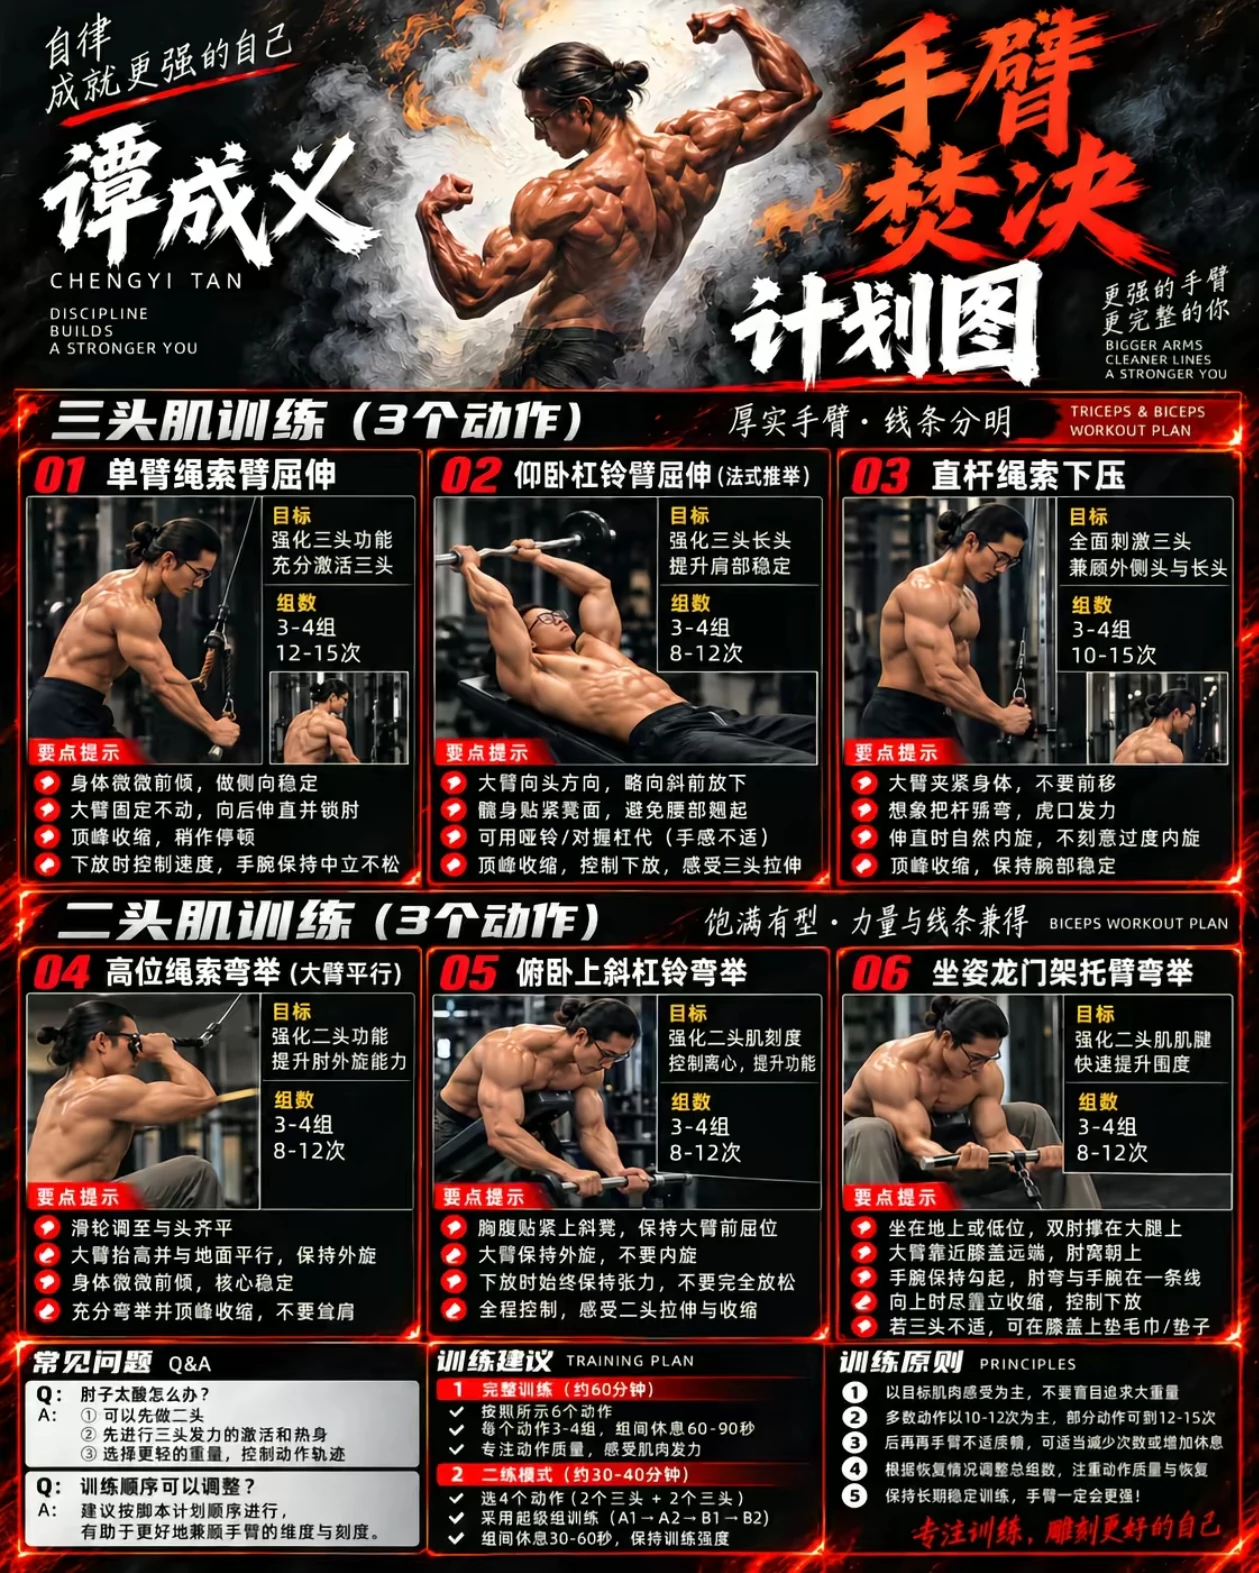 自律
成就更强的自己
谭成义
CHENGYI TAN
DISCIPLINE
BUILDS
A STRONGER YOU
手臂
焚决
计划图
更强的手臂
更完整的你
BIGGER ARMS
CLEANER LINES
A STRONGER YOU
三头肌训练（3个动作）
厚实手臂·线条分明
TRICEPS & BICEPS
WORKOUT PLAN
01 单臂绳索臂屈伸
目标
强化三头功能
充分激活三头
组数
3-4组
12-15次
要点提示
身体微微前倾，做侧向稳定
大臂固定不动，向后伸直并锁肘
顶峰收缩，稍作停顿
下放时控制速度，手腕保持中立不松
02 仰卧杠铃臂屈伸(法式推举)
目标
强化三头长头
提升肩部稳定
组数
3-4组
8-12次
要点提示
大臂向头方向，略向斜前放下
身贴紧凳面，避免腰部翘起
可用哑铃/对握杠代（手感不适）
顶峰收缩，控制下放，感受三头拉伸
03 直杆绳索下压
目标
全面刺激三头
兼顾外侧头与长头
组数
3-4组
10-15次
要点提示
大臂夹紧身体，不要前移
想象把杆弯，虎口发力
伸直时自然内旋，不刻意过度内旋
顶峰收缩，保持腕部稳定
二头肌训练（3个动作）
饱满有型·力量与线条兼得
BICEPS WORKOUT PLAN
04 高位绳索弯举(大臂平行)
目标
强化二头功能
提升肘外旋能力
组数
3-4组
8-12次
要点提示
滑轮调至与头齐平
大臂抬高并与地面平行，保持外旋
身体微微前倾，核心稳定
充分弯举并顶峰收缩，不要耸肩
05 俯卧上斜杠铃弯举
目标
强化二头肌刻度
控制离心，提升功能
组数
3-4组
8-12次
要点提示
胸腹贴紧上斜凳，保持大臂前屈位
大臂保持外旋，不要内旋
下放时始终保持张力，不要完全放松
全程控制，感受二头拉伸与收缩
06 坐姿龙门架托臂弯举
目标
强化二头肌肌腱
快速提升围度
组数
3-4组
8-12次
要点提示
坐在地上或低位，双肘撑在大腿上
大臂靠近膝盖远端，肘窝朝上
手腕保持勾起，肘弯与手腕在一条线
向上时尽立收缩，控制下放
若三头不适，可在膝盖上垫毛巾/垫子
常见问题 Q&A
Q： 肘子太酸怎么办？
A： ① 可以先做二头
② 先进行三头发力的激活和热身
③ 选择更轻的重量，控制动作轨迹
Q： 训练顺序可以调整？
A： 建议按脚本计划顺序进行，
有助于更好地兼顾手臂的维度与刻度。
训练建议 TRAINING PLAN
1 完整训练（约60分钟）
按照所示6个动作
每个动作3-4组，组间休息60-90秒
专注动作质量，感受肌肉发力
2 二练模式（约30-40分钟）
选4个动作（2个三头 + 2个三头）
采用超级组训练（A1→A2→B1→B2）
组间休息30-60秒，保持训练强度
训练原则 PRINCIPLES
1 以目标肌肉感受为主，不要盲目追求大重量
2 多数动作以10-12次为主，部分动作可到12-15次
3 后再再手臂不适质，可适当减少次数或增加休息
4 根据恢复情况调整总组数，注重动作质量与恢复
5 保持长期稳定训练，手臂一定会更强！
专注训练，雕刻更好的自己